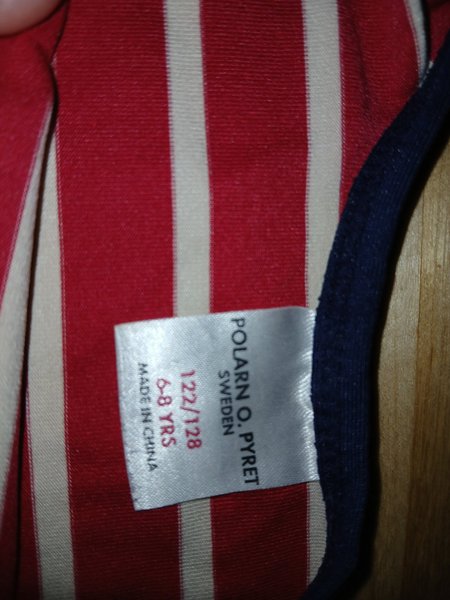 POLARN O. PYRET
SWEDEN
122/128
6-8 YRS
MADE IN CHINA